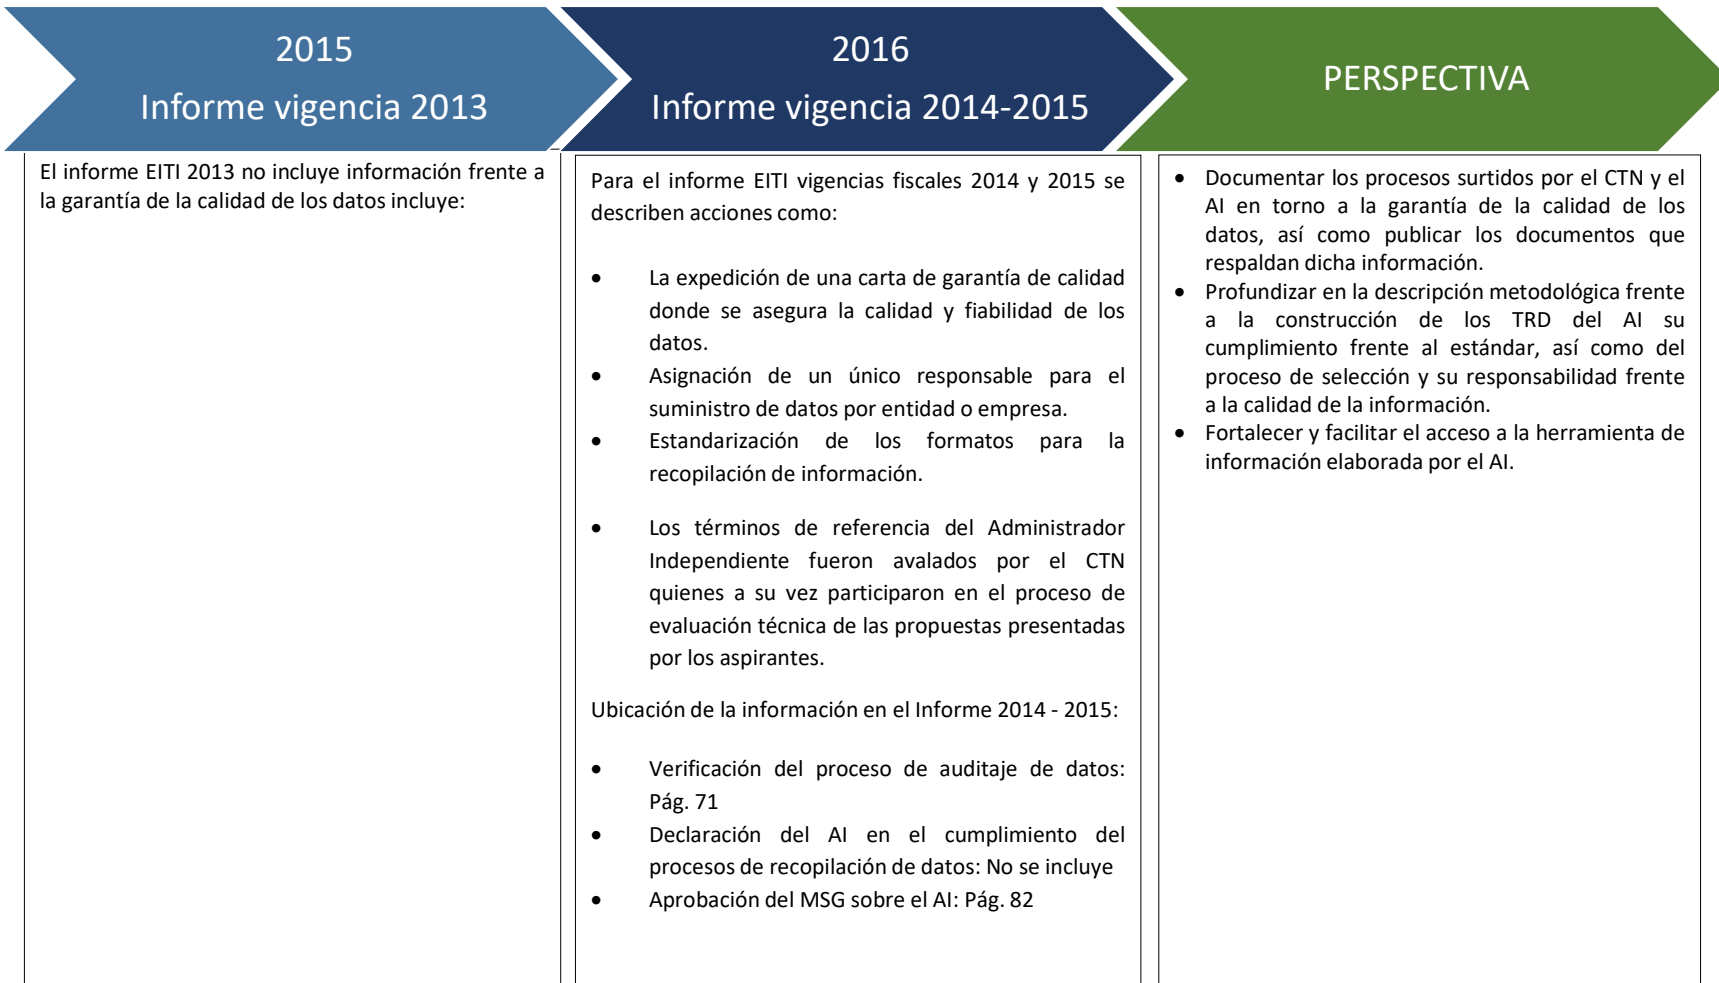 2015
Informe vigencia 2013
2016
Informe vigencia 2014-2015
PERSPECTIVA
El informe EITI 2013 no incluye información frente a
la garantía de la calidad de los datos incluye:
Para el informe EITI vigencias fiscales 2014 y 2015 se
describen acciones como:
• La expedición de una carta de garantía de calidad
donde se asegura la calidad y fiabilidad de los
datos.
• Asignación de un único responsable para el
suministro de datos por entidad o empresa.
• Estandarización de los formatos para la
recopilación de información.
• Los términos de referencia del Administrador
Independiente fueron avalados por el CTN
quienes a su vez participaron en el proceso de
evaluación técnica de las propuestas presentadas
por los aspirantes.
Ubicación de la información en el Informe 2014 - 2015:
• Verificación del proceso de auditaje de datos:
Pág. 71
• Declaración del AI en el cumplimiento del
procesos de recopilación de datos: No se incluye
• Aprobación del MSG sobre el AI: Pág. 82
• Documentar los procesos surtidos por el CTN y el
AI en torno a la garantía de la calidad de los
datos, así como publicar los documentos que
respaldan dicha información.
• Profundizar en la descripción metodológica frente
a la construcción de los TRD del AI su
cumplimiento frente al estándar, así como del
proceso de selección y su responsabilidad frente
a la calidad de la información.
• Fortalecer y facilitar el acceso a la herramienta de
información elaborada por el AI.